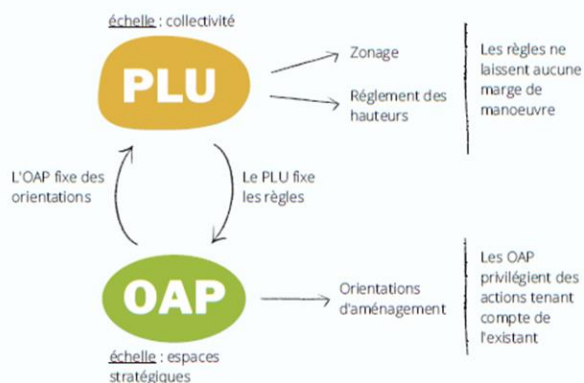 échelle : collectivité
PLU
Zonage
Réglement des
hauteurs
Les règles ne
laissent aucune
marge de
manoeuvre
L'OAP fixe des
orientations
Le PLU fixe
les règles
OAP
Orientations
d'aménagement
Les OAP
privilégient des
actions tenant
compte de
l'existant
échelle : espaces
stratégiques